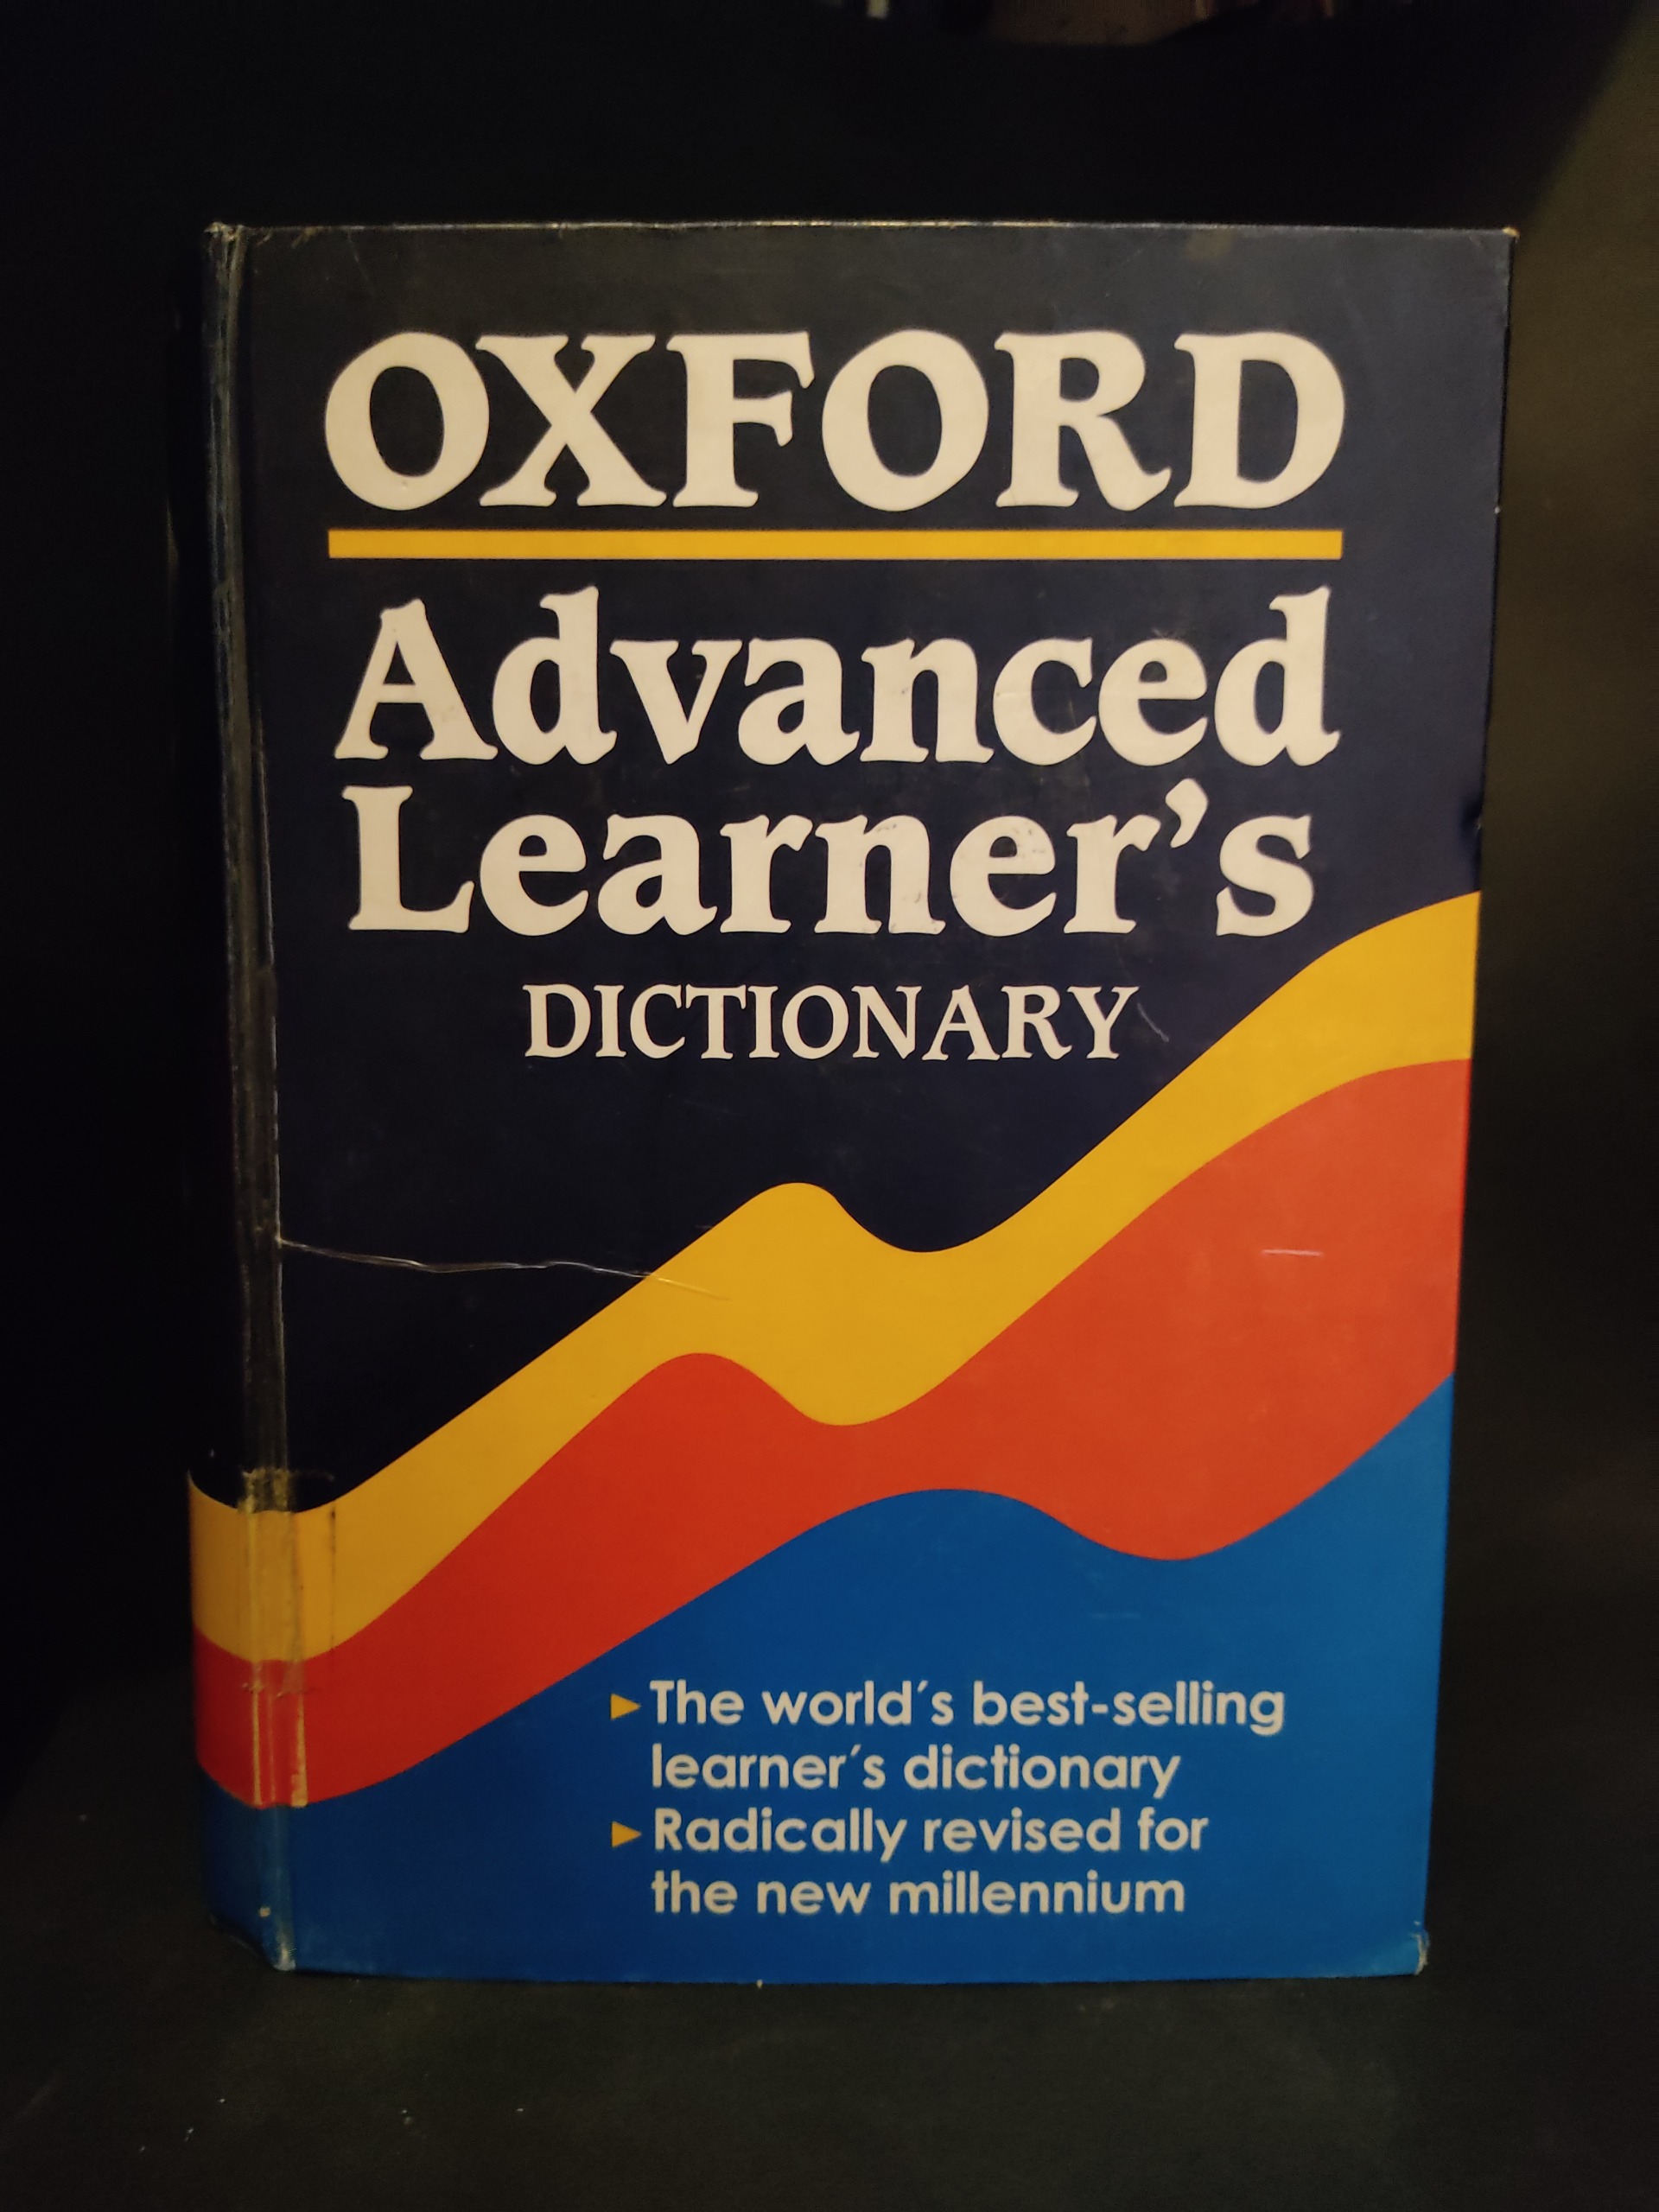 OXFORD
Advanced
Learner's
DICTIONARY
The world's best-selling
learner's dictionary
Radically revised for
the new millennium